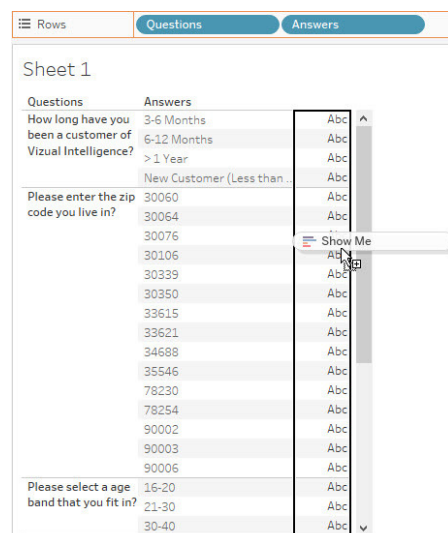 Rows Questions Answers
Sheet 1
Questions Answers
How long have you been a customer of Vizual Intelligence? 3-6 Months Abc
6-12 Months Abc
> 1 Year Abc
New Customer (Less than .. Abc
Please enter the zip code you live in? 30060 Abc
30064 Abc
30076
Show Me
30106 Abc
30339 Abc
30350 Abc
33615 Abc
33621 Abc
34688 Abc
35546 Abc
78230 Abc
78254 Abc
90002 Abc
90003 Abc
90006 Abc
Please select a age band that you fit in? 16-20 Abc
21-30 Abc
30-40 Abc